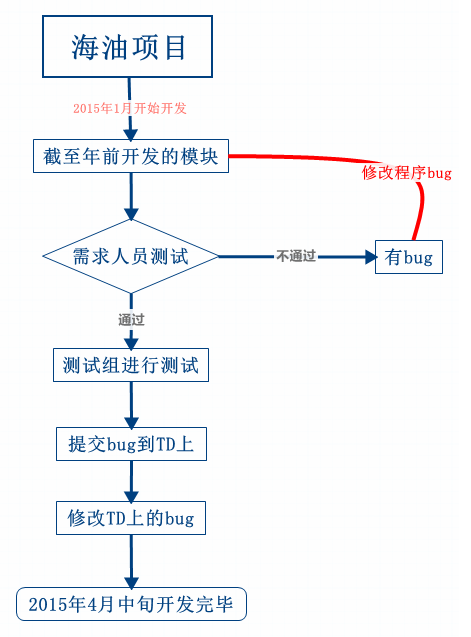 海油项目
2015年1月开始开发
截至年前开发的模块
修改程序bug
需求人员测试
不通过
有bug
通过
测试组进行测试
提交bug到TD上
修改TD上的bug
2015年4月中旬开发完毕